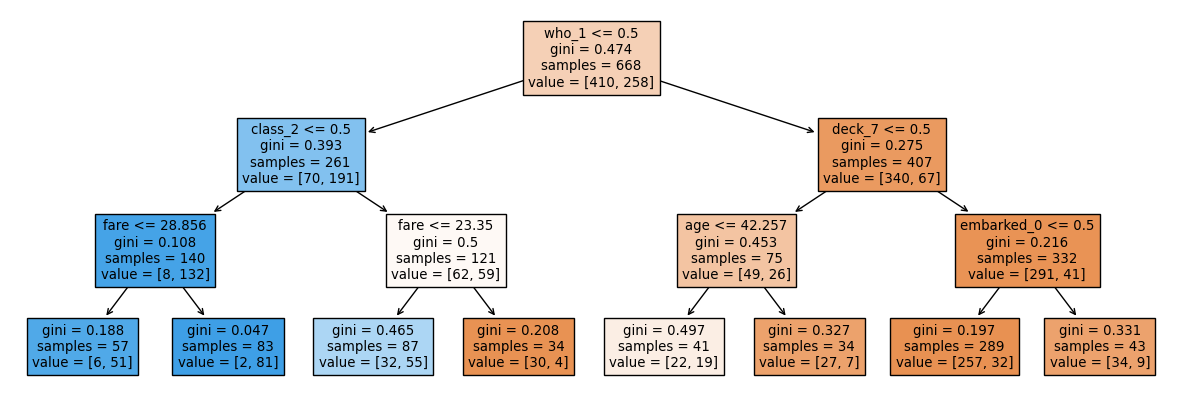 who_1 <= 0.5
gini = 0.474
samples = 668
value = [410, 258]
class_2 <= 0.5
gini = 0.393
samples = 261
value = [70, 191]
deck_7 <= 0.5
gini = 0.275
samples = 407
value = [340, 67]
fare <= 28.856
gini = 0.108
samples = 140
value = [8, 132]
fare <= 23.35
gini = 0.5
samples = 121
value = [62, 59]
age <= 42.257
gini = 0.453
samples = 75
value = [49, 26]
embarked_0 <= 0.5
gini = 0.216
samples = 332
value = [291, 41]
gini = 0.188
samples = 57
value = [6, 51]
gini = 0.047
samples = 83
value = [2, 81]
gini = 0.465
samples = 87
value = [32, 55]
gini = 0.208
samples = 34
value = [30, 4]
gini = 0.497
samples = 41
value = [22, 19]
gini = 0.327
samples = 34
value = [27, 7]
gini = 0.197
samples = 289
value = [257, 32]
gini = 0.331
samples = 43
value = [34, 9]